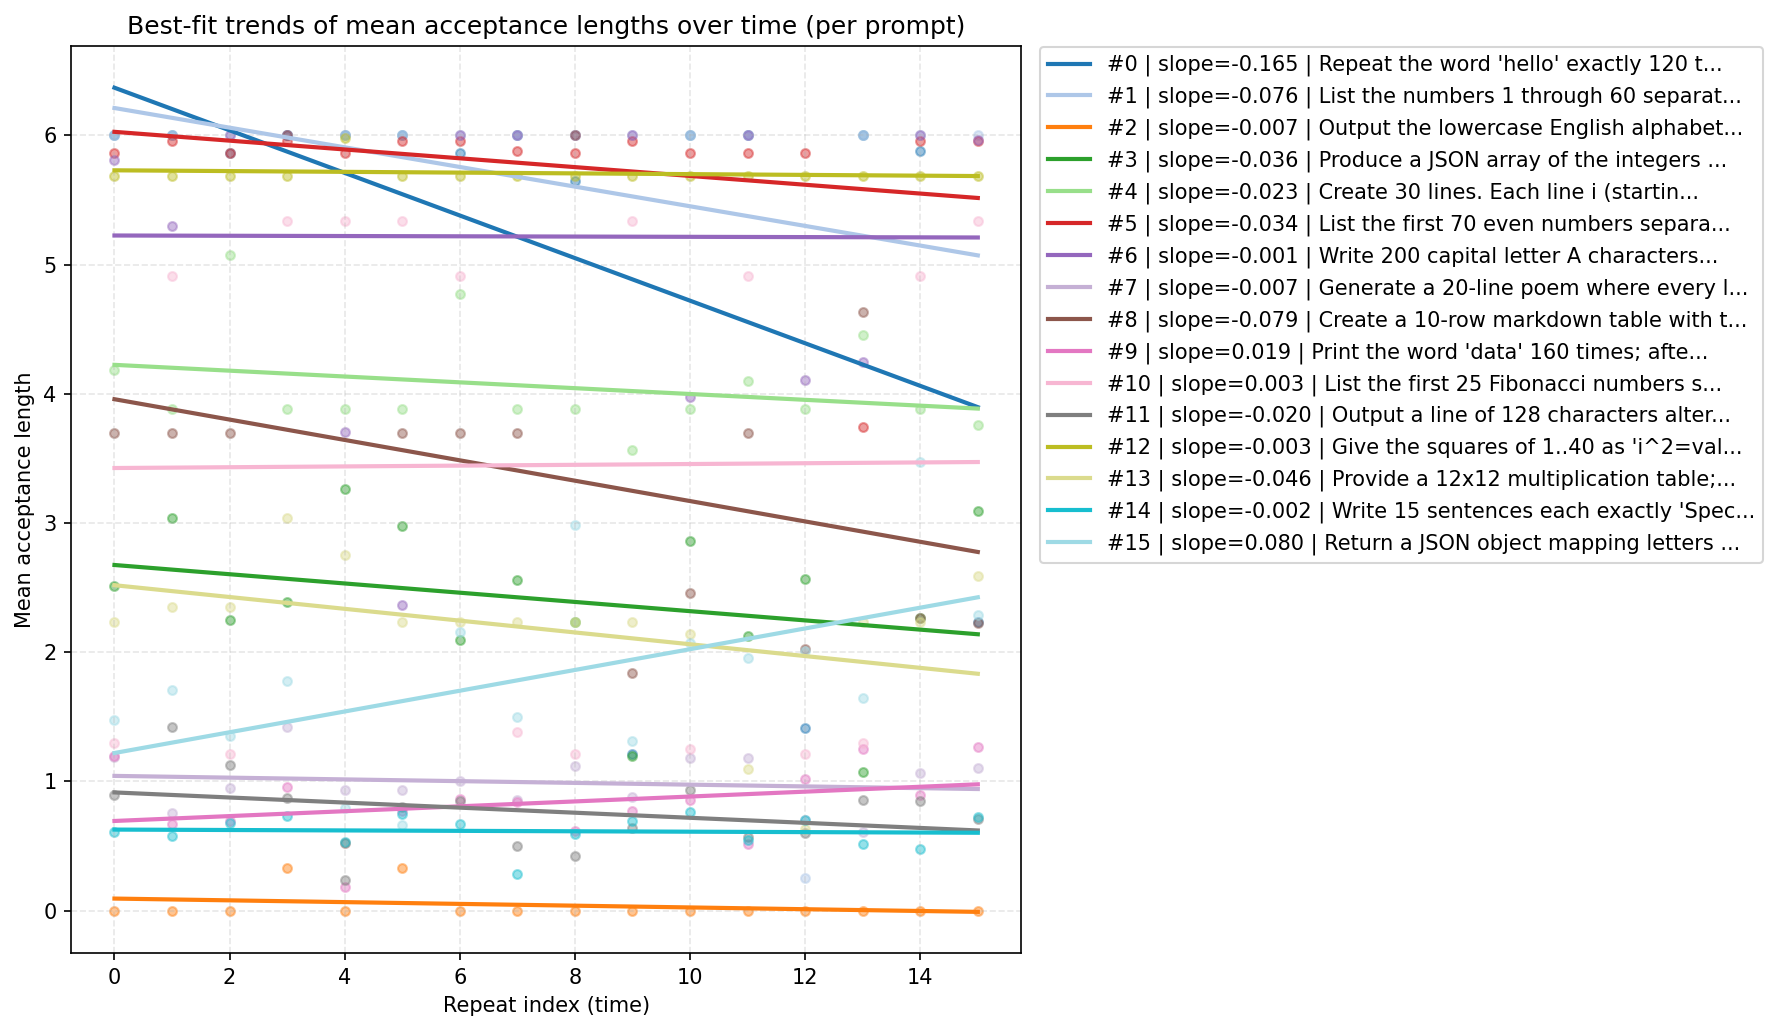 Best-fit trends of mean acceptance lengths over time (per prompt)
Mean acceptance length
6
5
4
3
2
1
0
0 2 4 6 8 10 12 14
Repeat index (time)
#0 | slope=-0.165 | Repeat the word 'hello' exactly 120 t...
#1 | slope=-0.076 | List the numbers 1 through 60 separat...
#2 | slope=-0.007 | Output the lowercase English alphabet...
#3 | slope=-0.036 | Produce a JSON array of the integers ...
#4 | slope=-0.023 | Create 30 lines. Each line i (startin...
#5 | slope=-0.034 | List the first 70 even numbers separa...
#6 | slope=-0.001 | Write 200 capital letter A characters...
#7 | slope=-0.007 | Generate a 20-line poem where every l...
#8 | slope=-0.079 | Create a 10-row markdown table with t...
#9 | slope=0.019 | Print the word 'data' 160 times; afte...
#10 | slope=0.003 | List the first 25 Fibonacci numbers s...
#11 | slope=-0.020 | Output a line of 128 characters alter...
#12 | slope=-0.003 | Give the squares of 1..40 as 'i^2=val...
#13 | slope=-0.046 | Provide a 12x12 multiplication table;...
#14 | slope=-0.002 | Write 15 sentences each exactly 'Spec...
#15 | slope=0.080 | Return a JSON object mapping letters ...